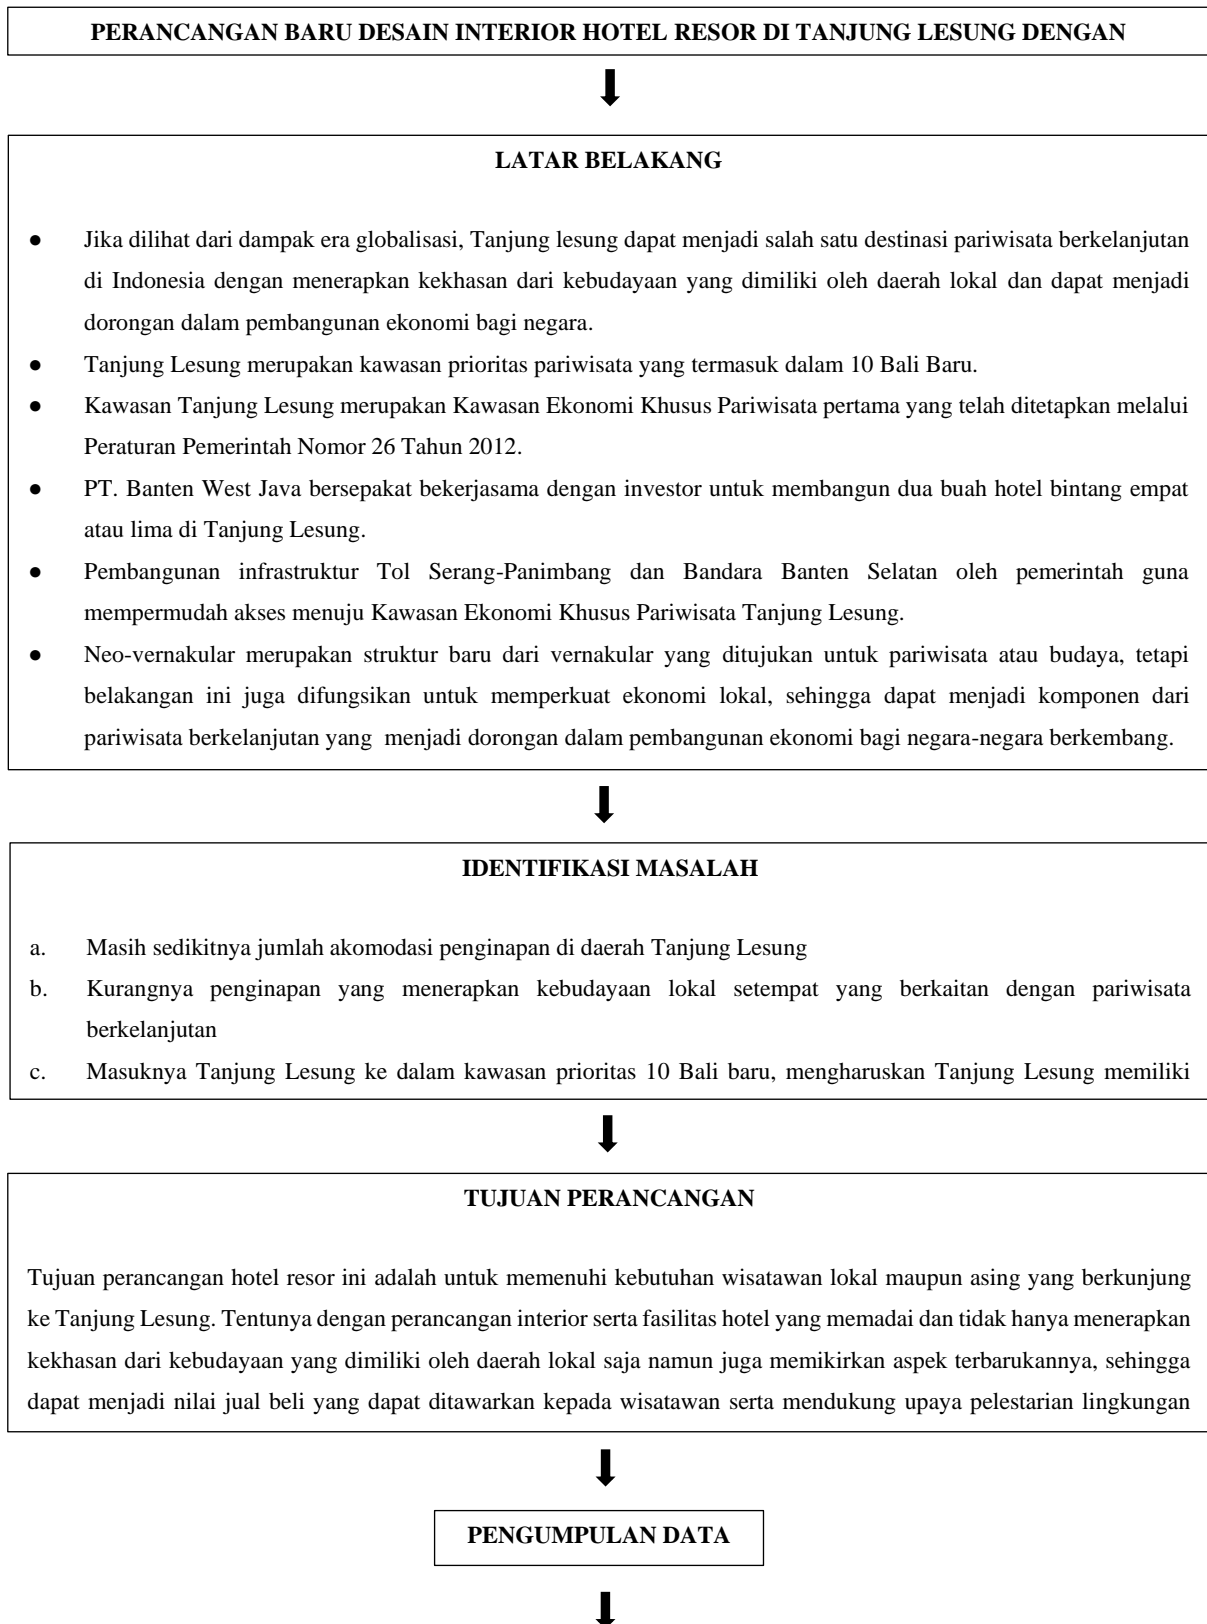 PERANCANGAN BARU DESAIN INTERIOR HOTEL RESOR DI TANJUNG LESUNG DENGAN
LATAR BELAKANG
● Jika dilihat dari dampak era globalisasi, Tanjung lesung dapat menjadi salah satu destinasi pariwisata berkelanjutan
di Indonesia dengan menerapkan kekhasan dari kebudayaan yang dimiliki oleh daerah lokal dan dapat menjadi
dorongan dalam pembangunan ekonomi bagi negara.
● Tanjung Lesung merupakan kawasan prioritas pariwisata yang termasuk dalam 10 Bali Baru.
● Kawasan Tanjung Lesung merupakan Kawasan Ekonomi Khusus Pariwisata pertama yang telah ditetapkan melalui
Peraturan Pemerintah Nomor 26 Tahun 2012.
● PT. Banten West Java bersepakat bekerjasama dengan investor untuk membangun dua buah hotel bintang empat
atau lima di Tanjung Lesung.
● Pembangunan infrastruktur Tol Serang-Panimbang dan Bandara Banten Selatan oleh pemerintah guna
mempermudah akses menuju Kawasan Ekonomi Khusus Pariwisata Tanjung Lesung.
● Neo-vernakular merupakan struktur baru dari vernakular yang ditujukan untuk pariwisata atau budaya, tetapi
belakangan ini juga difungsikan untuk memperkuat ekonomi lokal, sehingga dapat menjadi komponen dari
pariwisata berkelanjutan yang menjadi dorongan dalam pembangunan ekonomi bagi negara-negara berkembang.
IDENTIFIKASI MASALAH
a. Masih sedikitnya jumlah akomodasi penginapan di daerah Tanjung Lesung
b. Kurangnya penginapan yang menerapkan kebudayaan lokal setempat yang berkaitan dengan pariwisata
berkelanjutan
c. Masuknya Tanjung Lesung ke dalam kawasan prioritas 10 Bali baru, mengharuskan Tanjung Lesung memiliki
TUJUAN PERANCANGAN
Tujuan perancangan hotel resor ini adalah untuk memenuhi kebutuhan wisatawan lokal maupun asing yang berkunjung
ke Tanjung Lesung. Tentunya dengan perancangan interior serta fasilitas hotel yang memadai dan tidak hanya menerapkan
kekhasan dari kebudayaan yang dimiliki oleh daerah lokal saja namun juga memikirkan aspek terbarukannya, sehingga
dapat menjadi nilai jual beli yang dapat ditawarkan kepada wisatawan serta mendukung upaya pelestarian lingkungan
PENGUMPULAN DATA